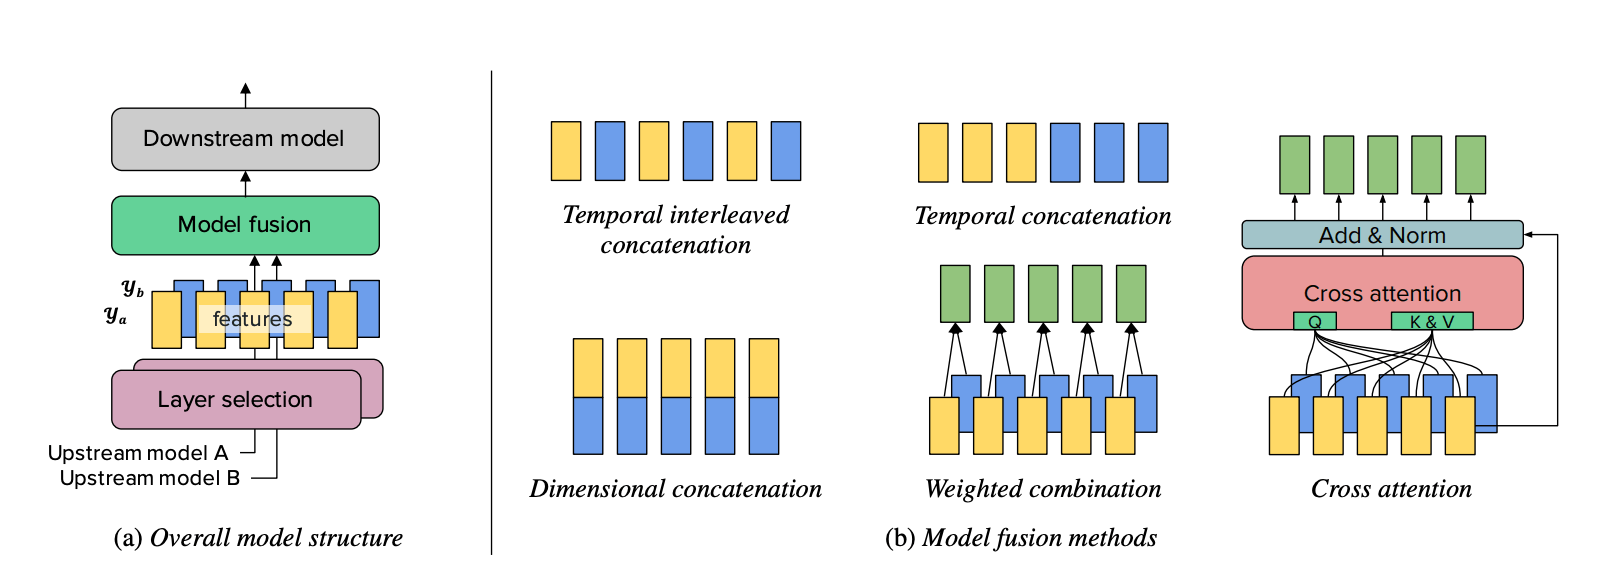 Downstream model
Model fusion
y_b
y_a
features
Layer selection
Upstream model A
Upstream model B
(a) Overall model structure
Temporal interleaved
concatenation
Temporal concatenation
Dimensional concatenation
Weighted combination
Add & Norm
Cross attention
Q
K & V
Cross attention
(b) Model fusion methods